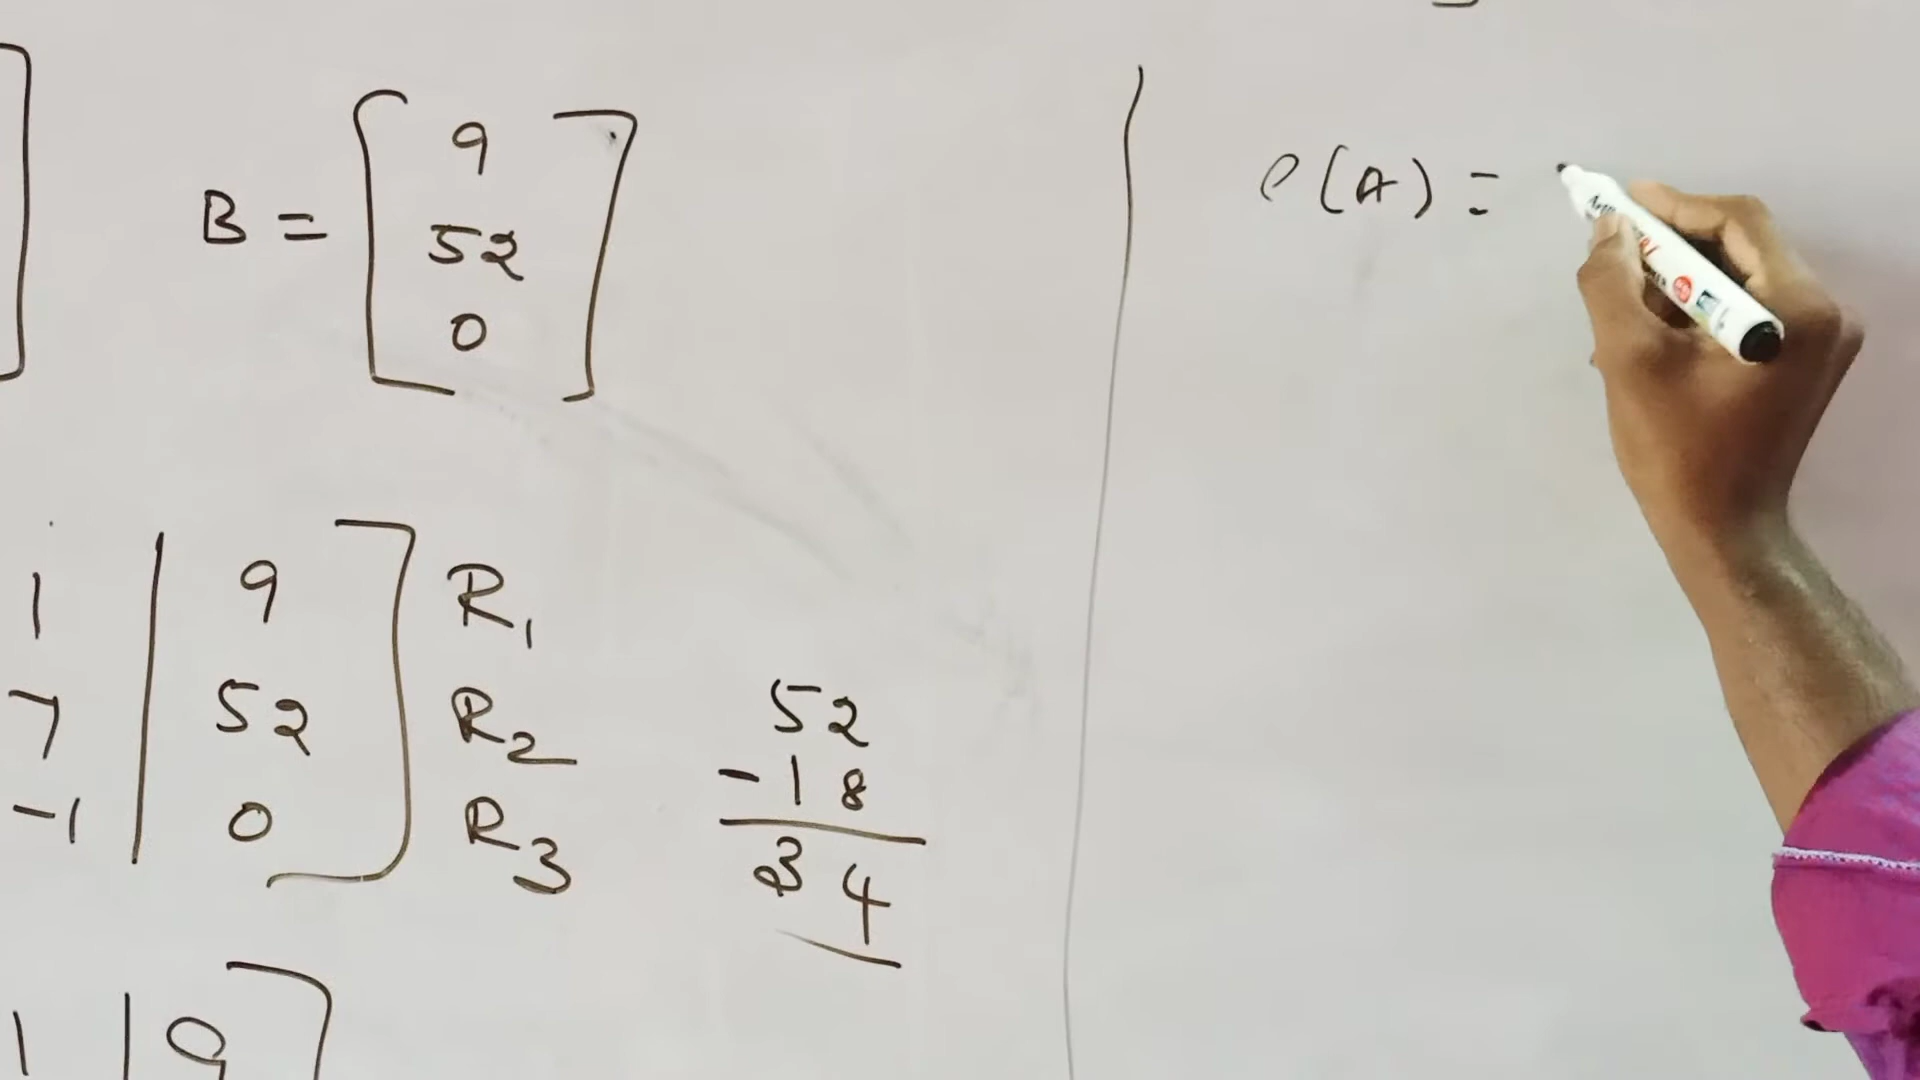 B = [ 9
52
0 ]
1 | 9 ] R1
7 | 52 R2
-1 | 0 R3
52
-18
34
1 | 9
ρ(A) =